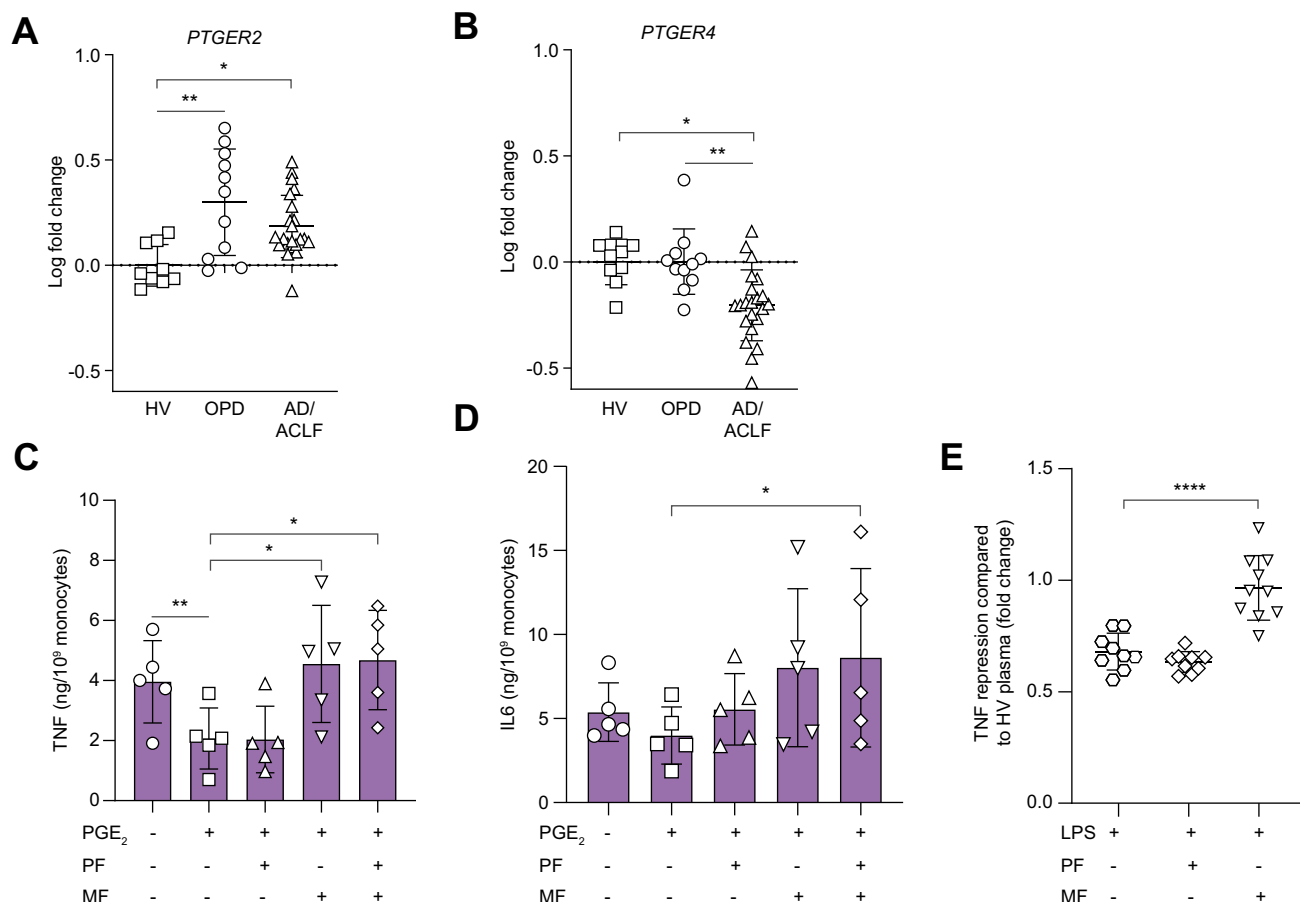 A
PTGER2
1.0
0.5
0.0
-0.5
Log fold change
*
**
HV OPD AD/
ACLF
B
PTGER4
1.0
0.5
0.0
-0.5
Log fold change
*
**
HV OPD AD/
ACLF
C
10
8
6
4
2
0
TNF (ng/10⁹ monocytes)
*
*
**
PGE₂ - + + + +
PF - - + - +
MF - - - + +
D
20
15
10
5
0
IL6 (ng/10⁹ monocytes)
*
PGE₂ - + + + +
PF - - + - +
MF - - - + +
E
1.5
1.0
0.5
0.0
TNF repression compared
to HV plasma (fold change)
****
LPS + + +
PF - + -
MF - - +